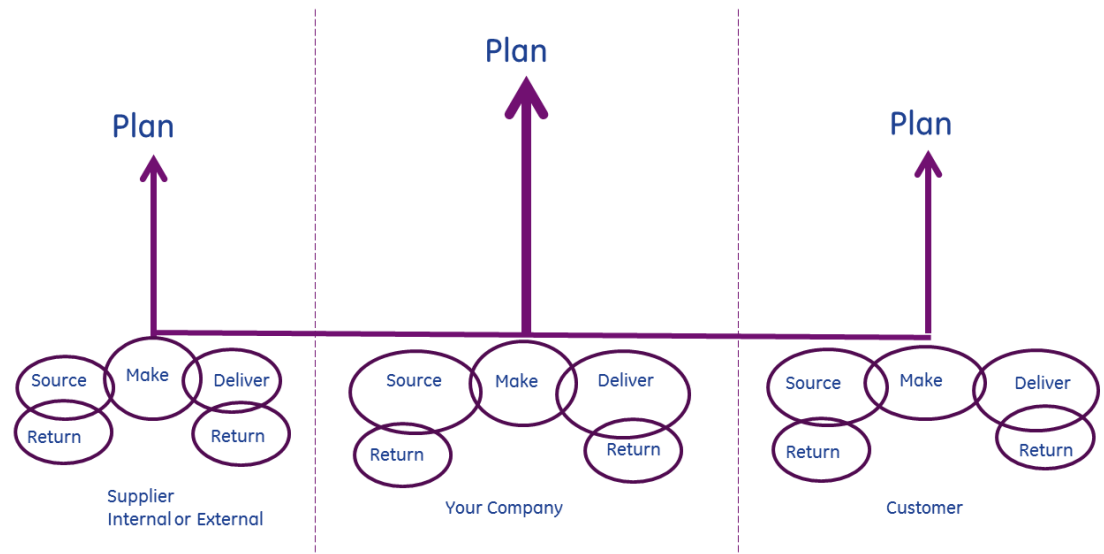 Plan
Plan
Plan
Source
Make
Deliver
Return
Return
Source
Make
Deliver
Return
Return
Source
Make
Deliver
Return
Return
Supplier
Internal or External
Your Company
Customer